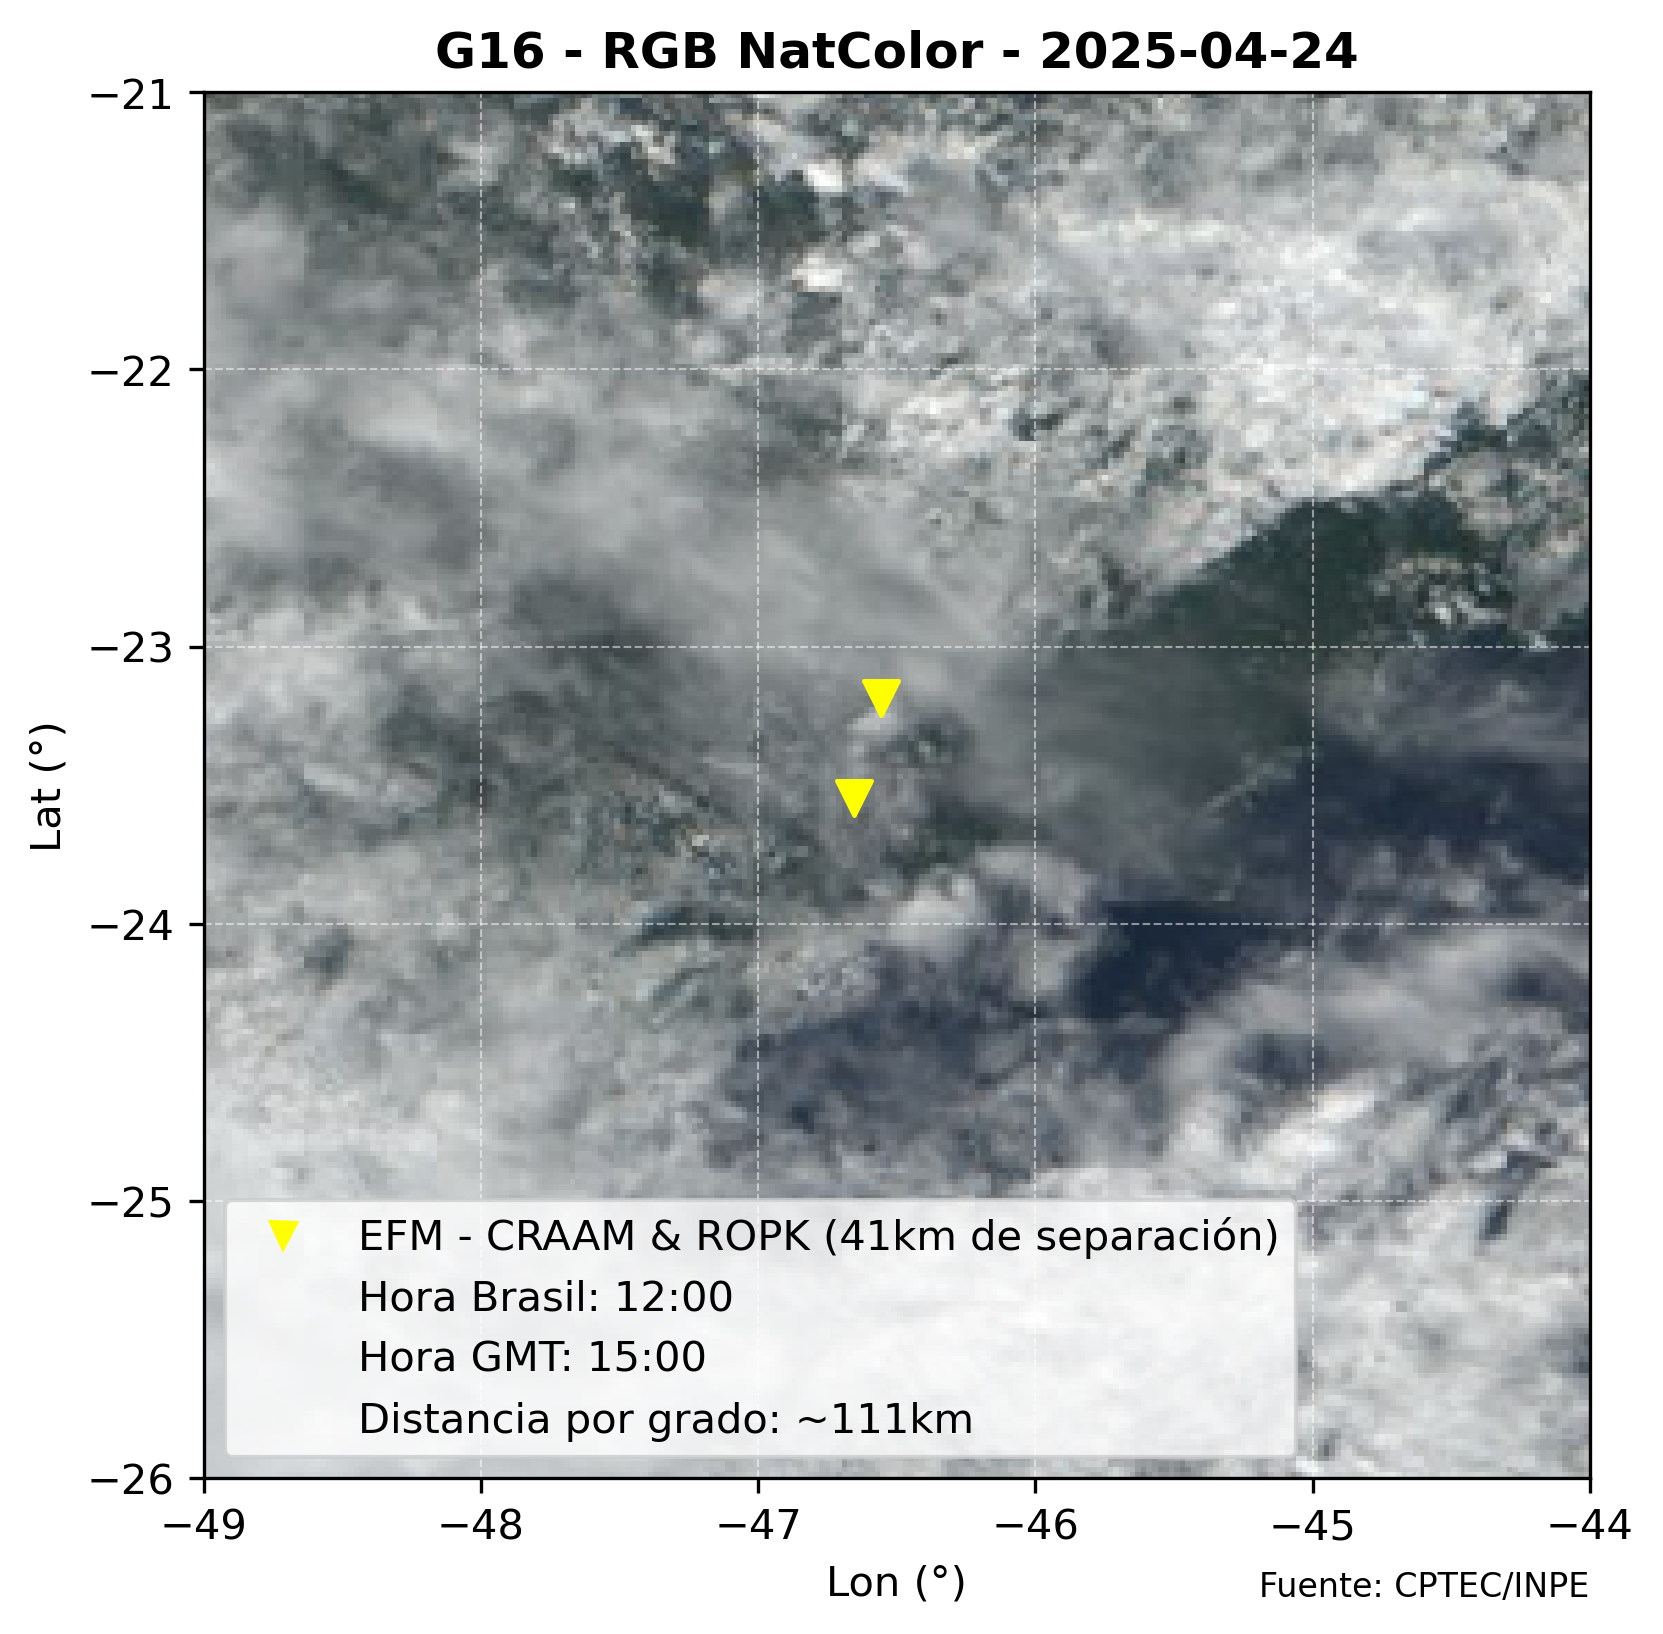 G16 - RGB NatColor - 2025-04-24
−21
−22
−23
−24
−25
−26
Lat (°)
EFM - CRAAM & ROPK (41km de separación)
Hora Brasil: 12:00
Hora GMT: 15:00
Distancia por grado: ~111km
−49 −48 −47 −46 −45 −44
Lon (°)
Fuente: CPTEC/INPE